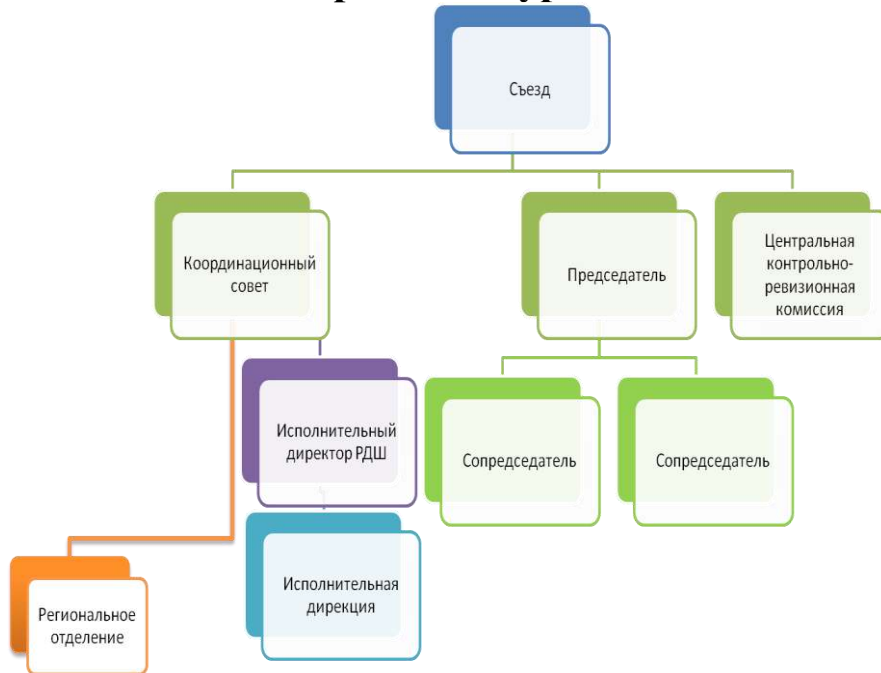 Съезд
Координационный
совет
Председатель
Центральная
контрольно-
ревизионная
комиссия
Исполнительный
директор РДШ
Сопредседатель
Сопредседатель
Исполнительная
дирекция
Региональное
отделение